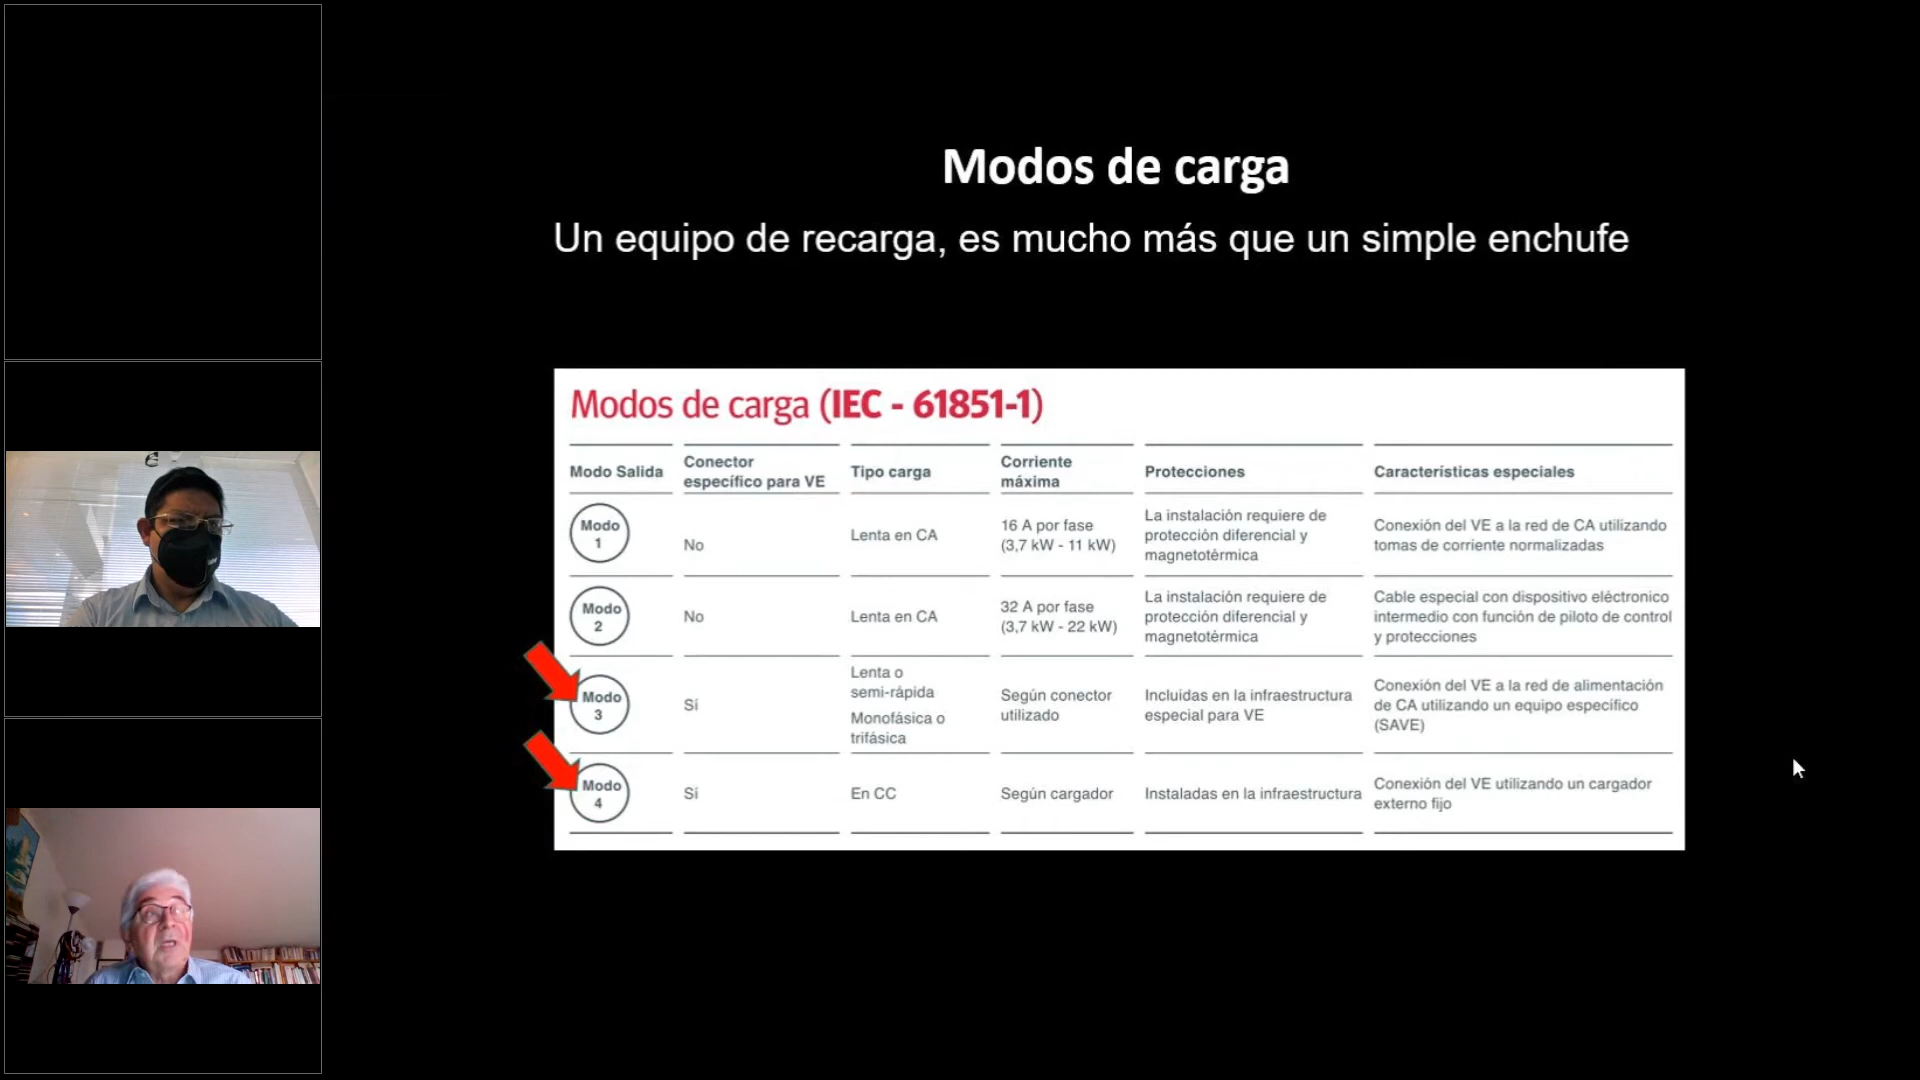 Modos de carga
Un equipo de recarga, es mucho más que un simple enchufe
Modos de carga (IEC - 61851-1)
Modo Salida
Conector
específico para VE
Tipo carga
Corriente
máxima
Protecciones
Características especiales
Modo
1
No
Lenta en CA
16 A por fase
(3,7 kW - 11 kW)
La instalación requiere de
protección diferencial y
magnetotérmica
Conexión del VE a la red de CA utilizando
tomas de corriente normalizadas
Modo
2
No
Lenta en CA
32 A por fase
(3,7 kW - 22 kW)
La instalación requiere de
protección diferencial y
magnetotérmica
Cable especial con dispositivo eléctronico
intermedio con función de piloto de control
y protecciones
Modo
3
Sí
Lenta o
semi-rápida
Monofásica o
trifásica
Según conector
utilizado
Incluidas en la infraestructura
especial para VE
Conexión del VE a la red de alimentación
de CA utilizando un equipo específico
(SAVE)
Modo
4
Sí
En CC
Según cargador
Instaladas en la infraestructura
Conexión del VE utilizando un cargador
externo fijo